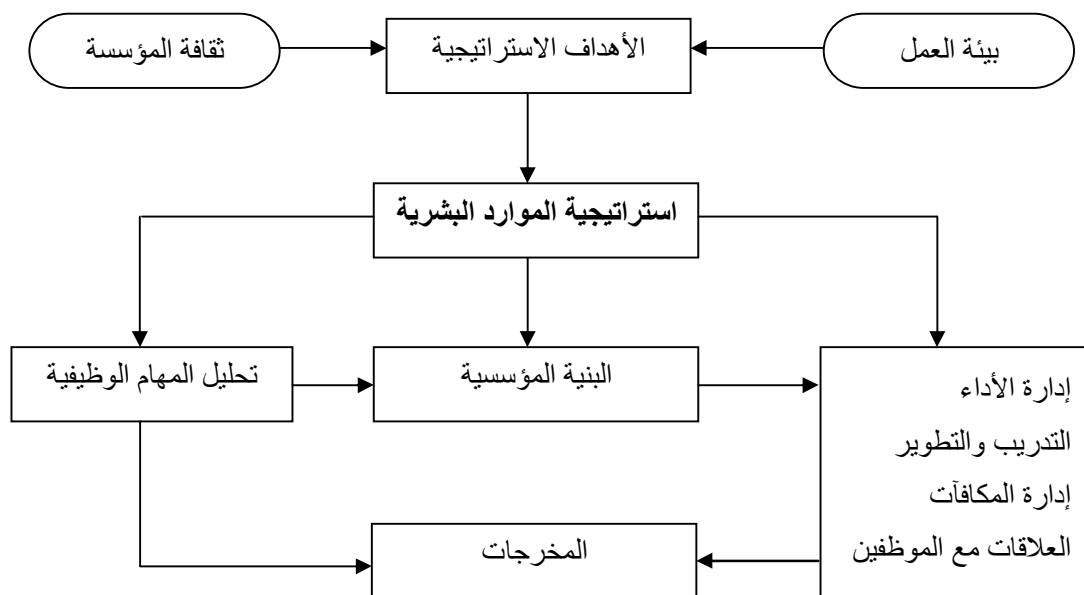 بيئة العمل
الأهداف الاستراتيجية
ثقافة المؤسسة
استراتيجية الموارد البشرية
تحليل المهام الوظيفية
البنية المؤسسية
إدارة الأداء
التدريب والتطوير
إدارة المكافآت
العلاقات مع الموظفين
المخرجات